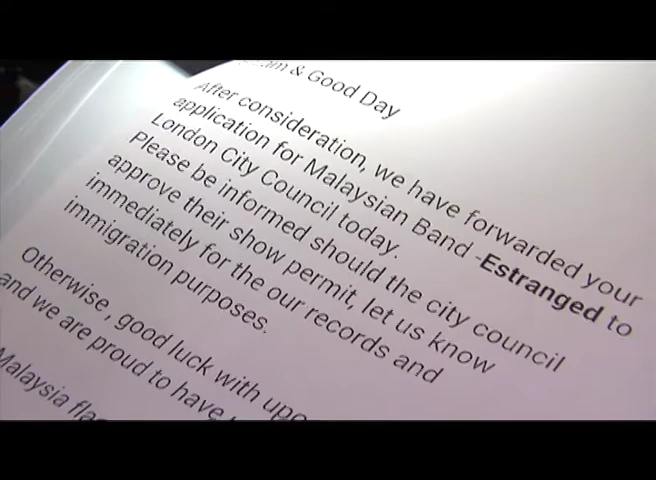 & Good Day
After consideration, we have forwarded your
application for Malaysian Band -Estranged to
London City Council today.
Please be informed should the city council
approve their show permit, let us know
immediately for the our records and
immigration purposes.
Otherwise , good luck with
and we are proud to have
Malaysia